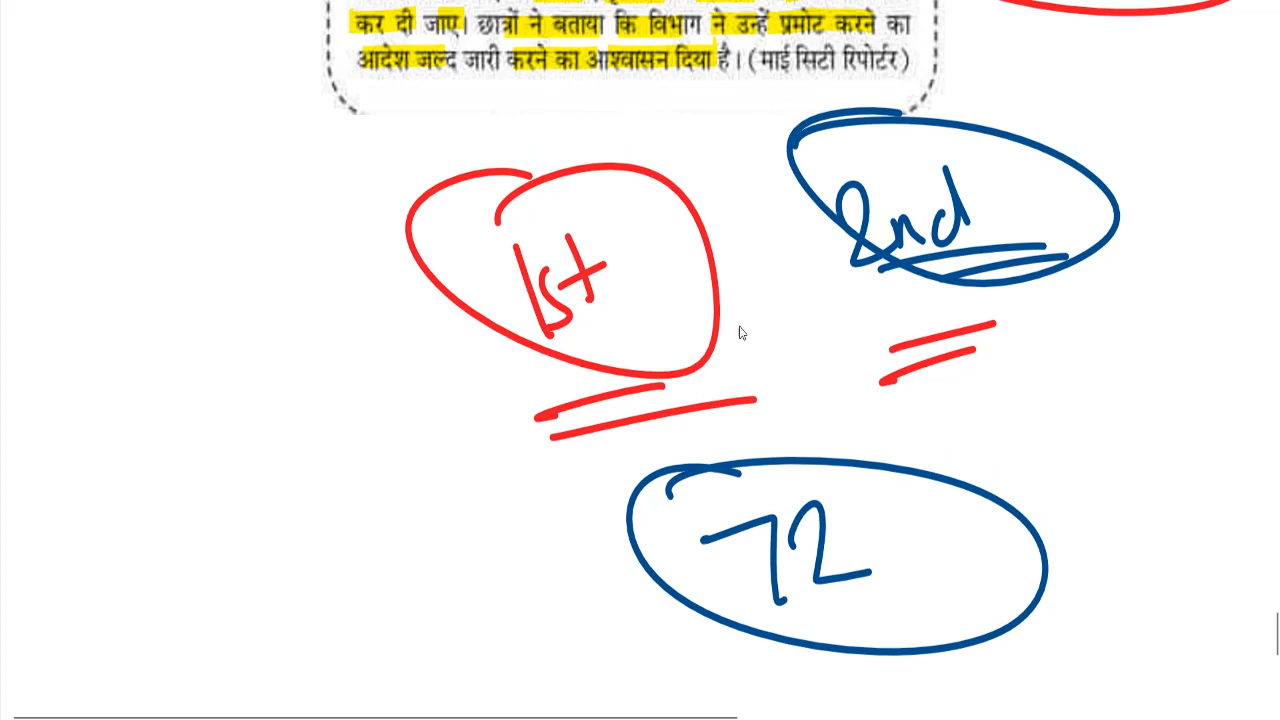 कर दी जाए। छात्रों ने बताया कि विभाग ने उन्हें प्रमोट करने का
आदेश जल्द जारी करने का आश्वासन दिया है। (माई सिटी रिपोर्टर)
2nd
1st
72